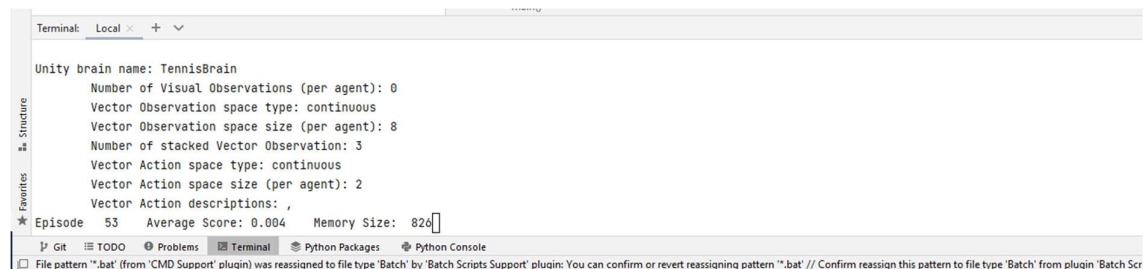 main()
Terminal: Local × +
Unity brain name: TennisBrain
Number of Visual Observations (per agent): 0
Vector Observation space type: continuous
Vector Observation space size (per agent): 8
Number of stacked Vector Observation: 3
Vector Action space type: continuous
Vector Action space size (per agent): 2
Vector Action descriptions: ,
Episode 53 Average Score: 0.004 Memory Size: 826
Structure
Favorites
Git TODO Problems Terminal Python Packages Python Console
File pattern '*.bat' (from 'CMD Support' plugin) was reassigned to file type 'Batch' by 'Batch Scripts Support' plugin: You can confirm or revert reassigning pattern '*.bat' // Confirm reassign this pattern to file type 'Batch' from plugin 'Batch Scr